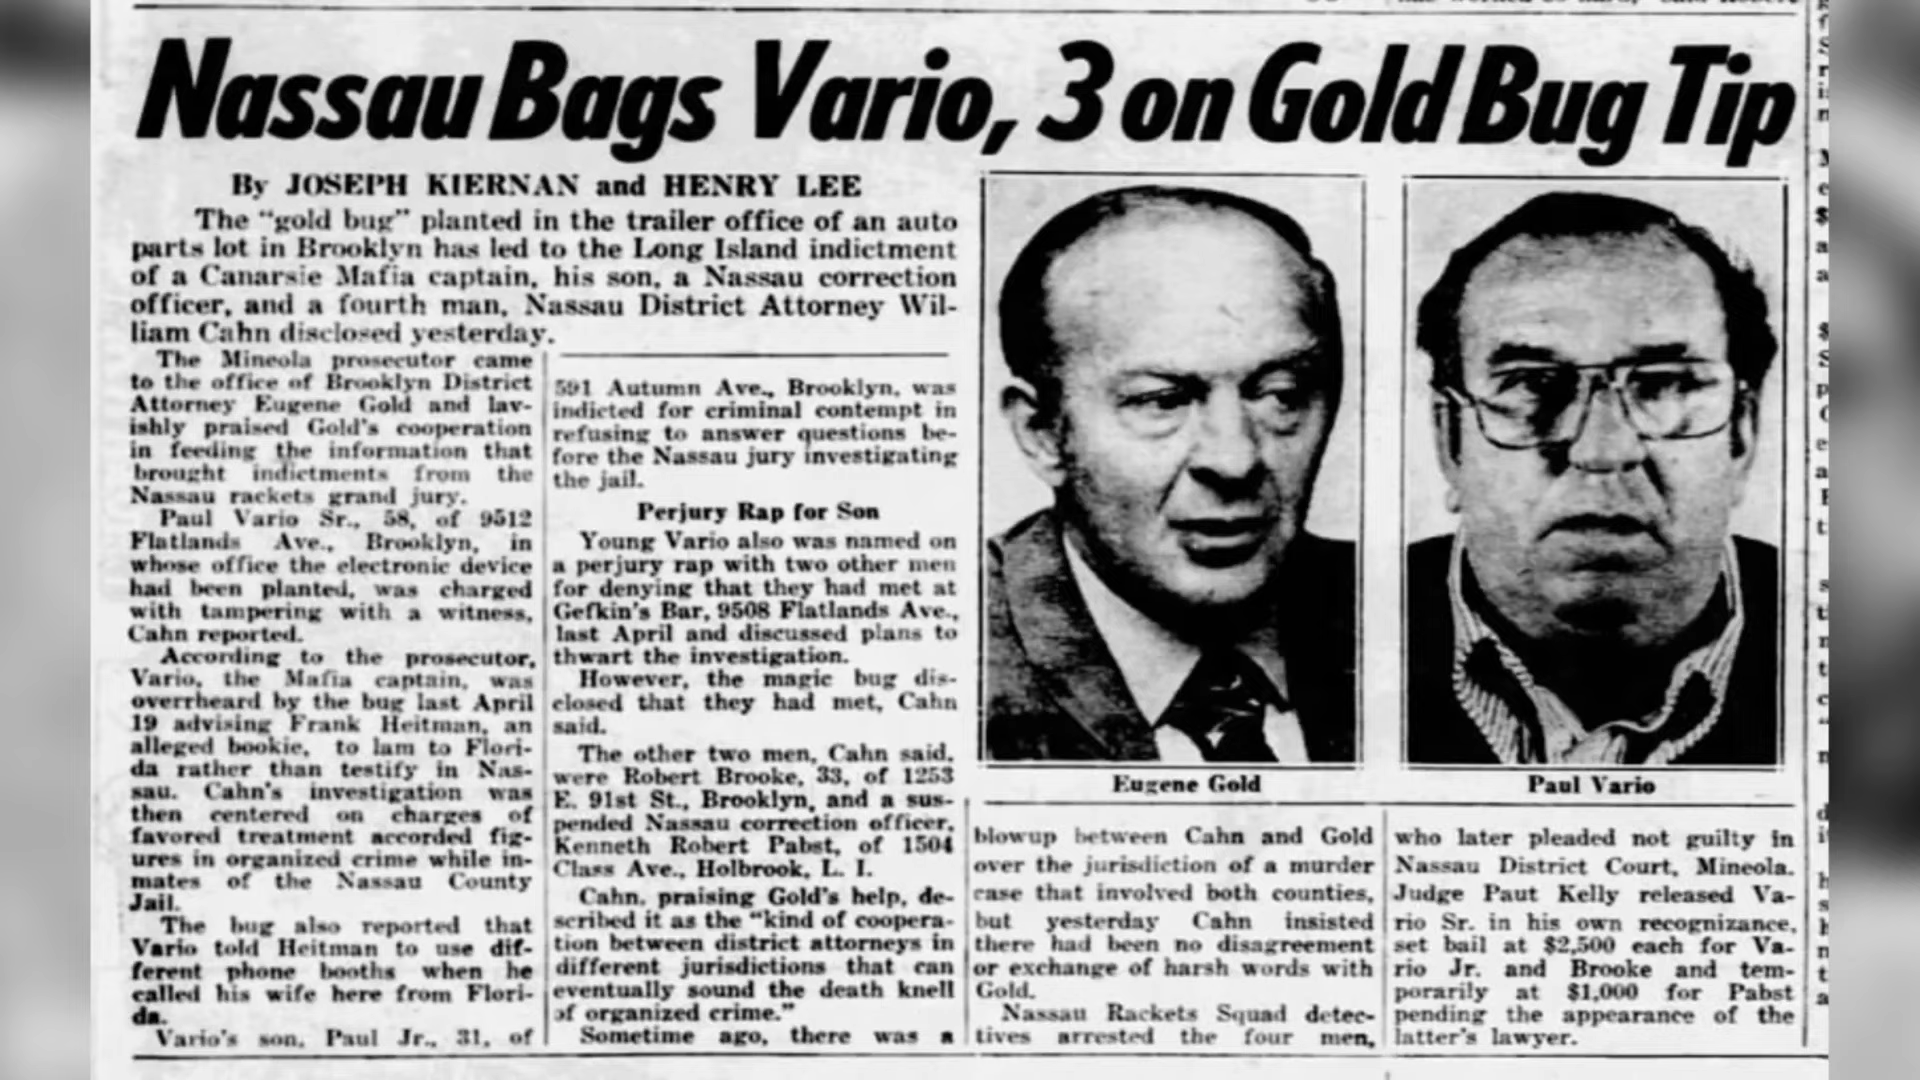 Nassau Bags Vario, 3 on Gold Bug Tip
By JOSEPH KIERNAN and HENRY LEE
The "gold bug" planted in the trailer office of an auto
parts lot in Brooklyn has led to the Long Island indictment
of a Canarsie Mafia captain, his son, a Nassau correction
officer, and a fourth man, Nassau District Attorney Wil-
liam Cahn disclosed yesterday.
The Mineola prosecutor came
to the office of Brooklyn District
Attorney Eugene Gold and lav-
ishly praised Gold's cooperation
in feeding the information that
brought indictments from the
Nassau rackets grand jury.
Paul Vario Sr., 58, of 9512
Flatlands Ave., Brooklyn, in
whose office the electronic device
had been planted, was charged
with tampering with a witness,
Cahn reported.
According to the prosecutor,
Vario, the Mafia captain, was
overheard by the bug last April
19 advising Frank Heitman, an
alleged bookie, to lam to Flori-
da rather than testify in Nas-
sau. Cahn's investigation was
then centered on charges of
favored treatment accorded fig-
ures in organized crime while in-
mates of the Nassau County
Jail.
The bug also reported that
Vario told Heitman to use dif-
ferent phone booths when he
called his wife here from Flori-
da.
Vario's son, Paul Jr., 31, of
591 Autumn Ave., Brooklyn, was
indicted for criminal contempt in
refusing to answer questions be-
fore the Nassau jury investigating
the jail.
Perjury Rap for Son
Young Vario also was named on
a perjury rap with two other men
for denying that they had met at
Gefkin's Bar, 9508 Flatlands Ave.,
last April and discussed plans to
thwart the investigation.
However, the magic bug dis-
closed that they had met, Cahn
said.
The other two men, Cahn said,
were Robert Brooke, 33, of 1253
E. 91st St., Brooklyn, and a sus-
pended Nassau correction officer,
Kenneth Robert Pabst, of 1504
Class Ave., Holbrook, L. I.
Cahn, praising Gold's help, de-
scribed it as the "kind of coopera-
tion between district attorneys in
different jurisdictions that can
eventually sound the death knell
of organized crime."
Sometime ago, there was a
Eugene Gold
Paul Vario
blowup between Cahn and Gold
over the jurisdiction of a murder
case that involved both counties,
but yesterday Cahn insisted
there had been no disagreement
or exchange of harsh words with
Gold.
Nassau Rackets Squad detec-
tives arrested the four men,
who later pleaded not guilty in
Nassau District Court, Mineola.
Judge Paut Kelly released Va-
rio Sr. in his own recognizance,
set bail at $2,500 each for Va-
rio Jr. and Brooke and tem-
porarily at $1,000 for Pabst
pending the appearance of the
latter's lawyer.